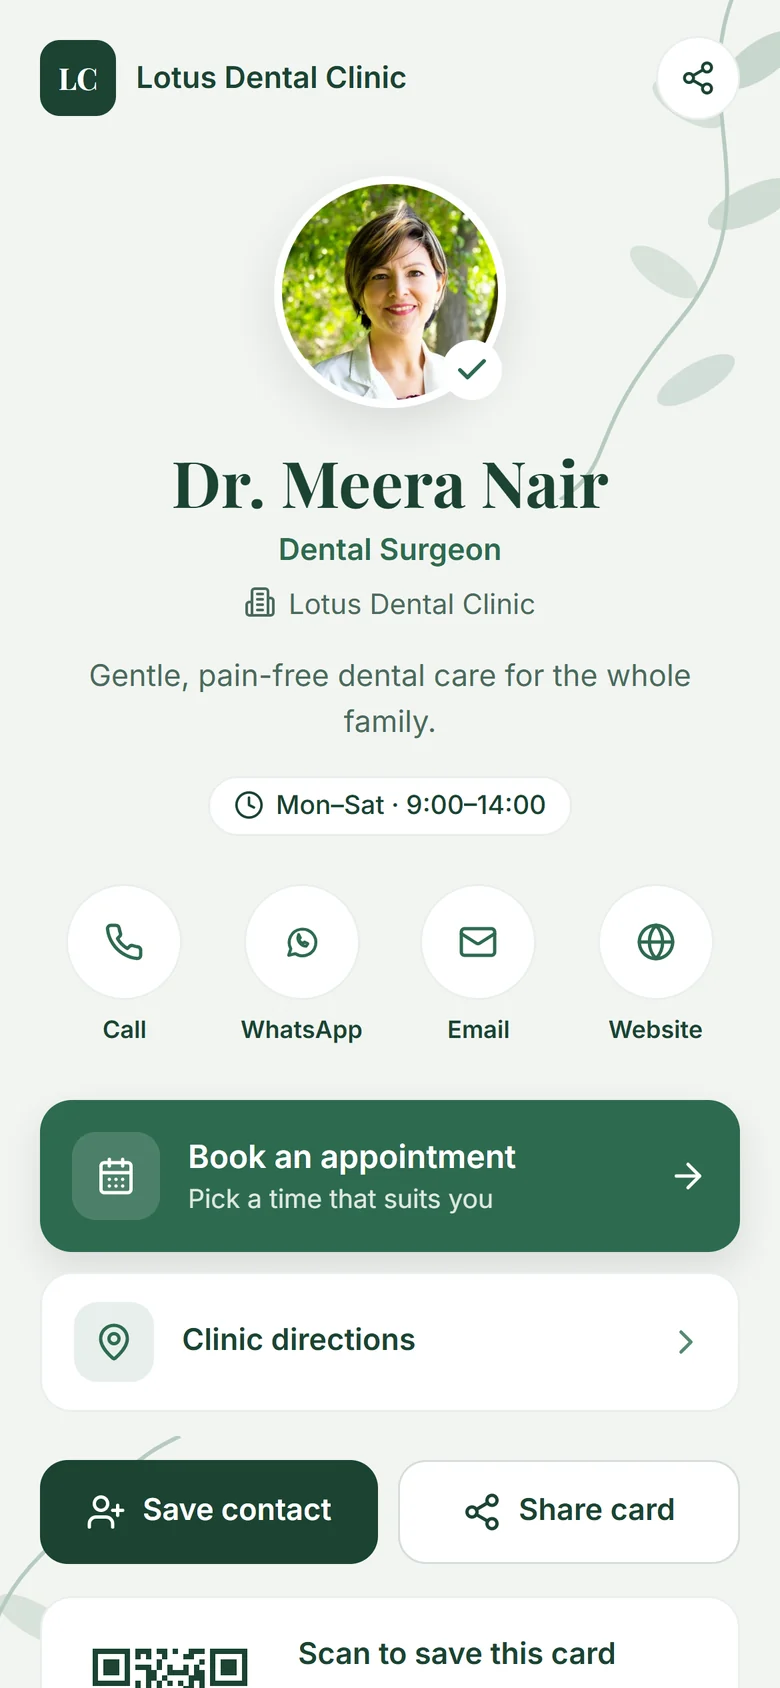 LC
Lotus Dental Clinic
Dr. Meera Nair
Dental Surgeon
Lotus Dental Clinic
Gentle, pain-free dental care for the whole
family.
Mon–Sat · 9:00–14:00
Call
WhatsApp
Email
Website
Book an appointment
Pick a time that suits you
Clinic directions
Save contact
Share card
Scan to save this card